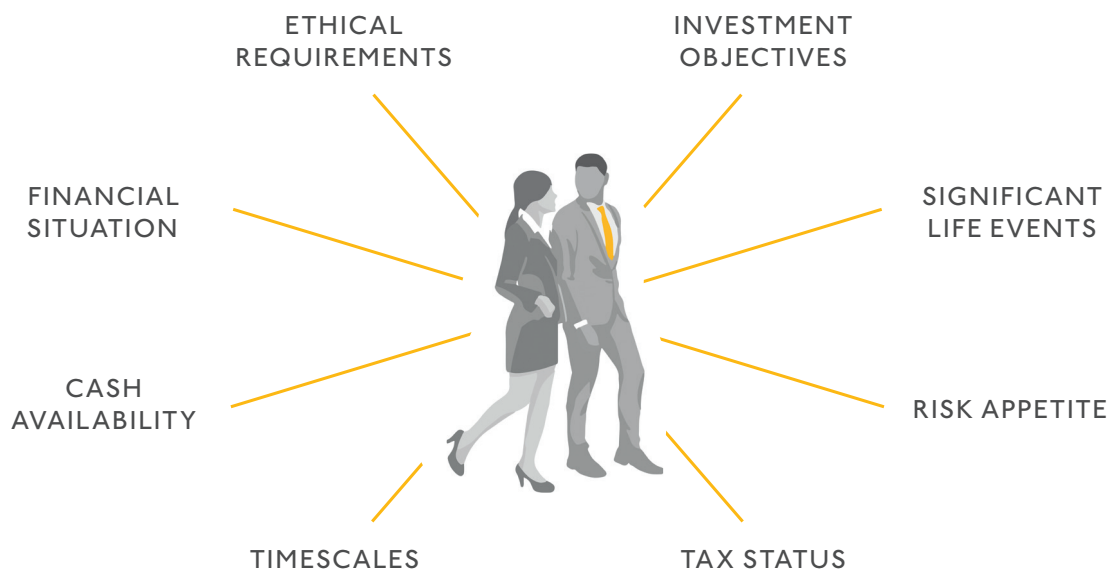 ETHICAL
REQUIREMENTS
INVESTMENT
OBJECTIVES
FINANCIAL
SITUATION
SIGNIFICANT
LIFE EVENTS
CASH
AVAILABILITY
RISK APPETITE
TIMESCALES
TAX STATUS